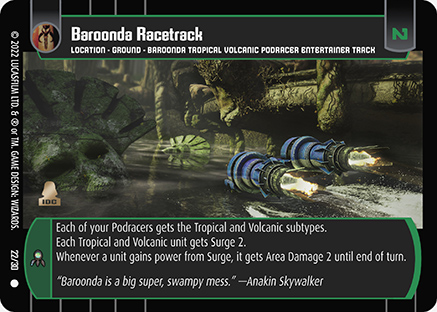 Baroonda Racetrack
N
LOCATION · GROUND · BAROONDA TROPICAL VOLCANIC PODRACER ENTERTAINER TRACK
© 2022 LUCASFILM LTD. & ® or TM. GAME DESIGN: WIZARDS.
IDC
22/30
Each of your Podracers gets the Tropical and Volcanic subtypes.
Each Tropical and Volcanic unit gets Surge 2.
Whenever a unit gains power from Surge, it gets Area Damage 2 until end of turn.
“Baroonda is a big super, swampy mess.” —Anakin Skywalker